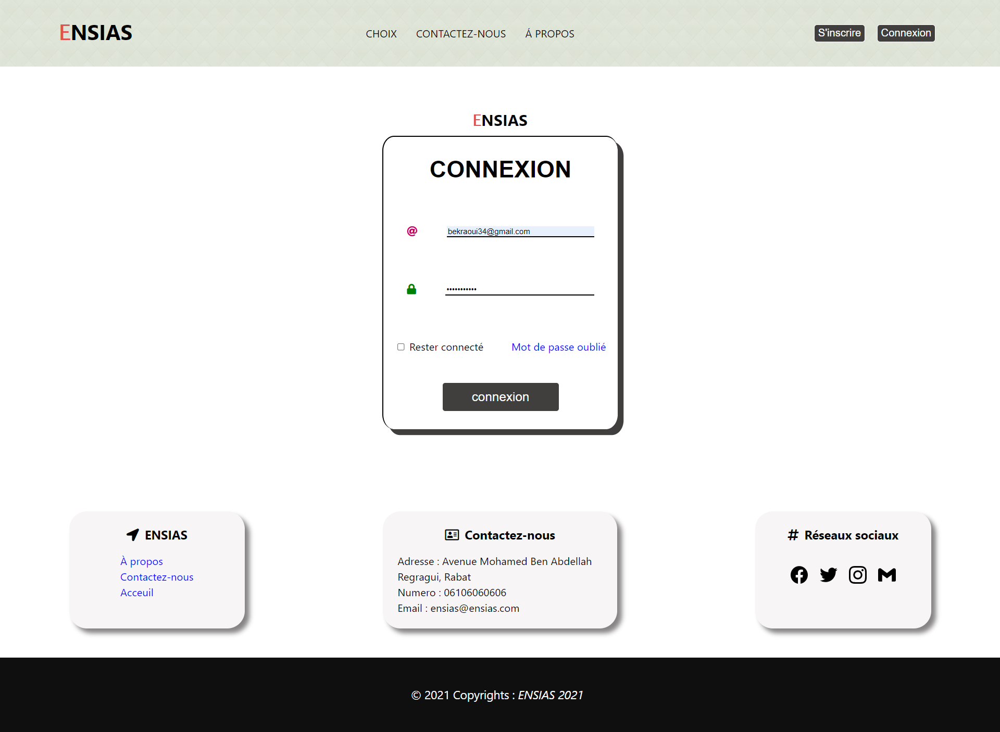 ENSIAS
CHOIX CONTACTEZ-NOUS Á PROPOS
S'inscrire Connexion
ENSIAS
CONNEXION
@ bekraoui34@gmail.com
•••••••••••
Rester connecté Mot de passe oublié
connexion
ENSIAS
À propos
Contactez-nous
Acceuil
Contactez-nous
Adresse : Avenue Mohamed Ben Abdellah
Regragui, Rabat
Numero : 06106060606
Email : ensias@ensias.com
# Réseaux sociaux
© 2021 Copyrights : ENSIAS 2021